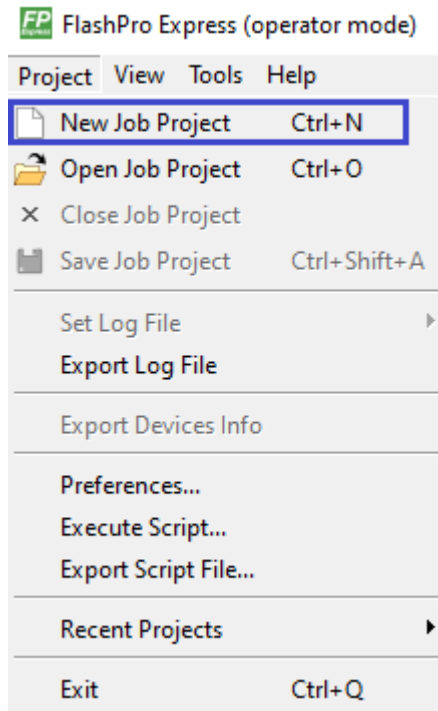 FP Express FlashPro Express (operator mode)
Project View Tools Help
New Job Project Ctrl+N
Open Job Project Ctrl+O
Close Job Project
Save Job Project Ctrl+Shift+A
Set Log File
Export Log File
Export Devices Info
Preferences...
Execute Script...
Export Script File...
Recent Projects
Exit Ctrl+Q